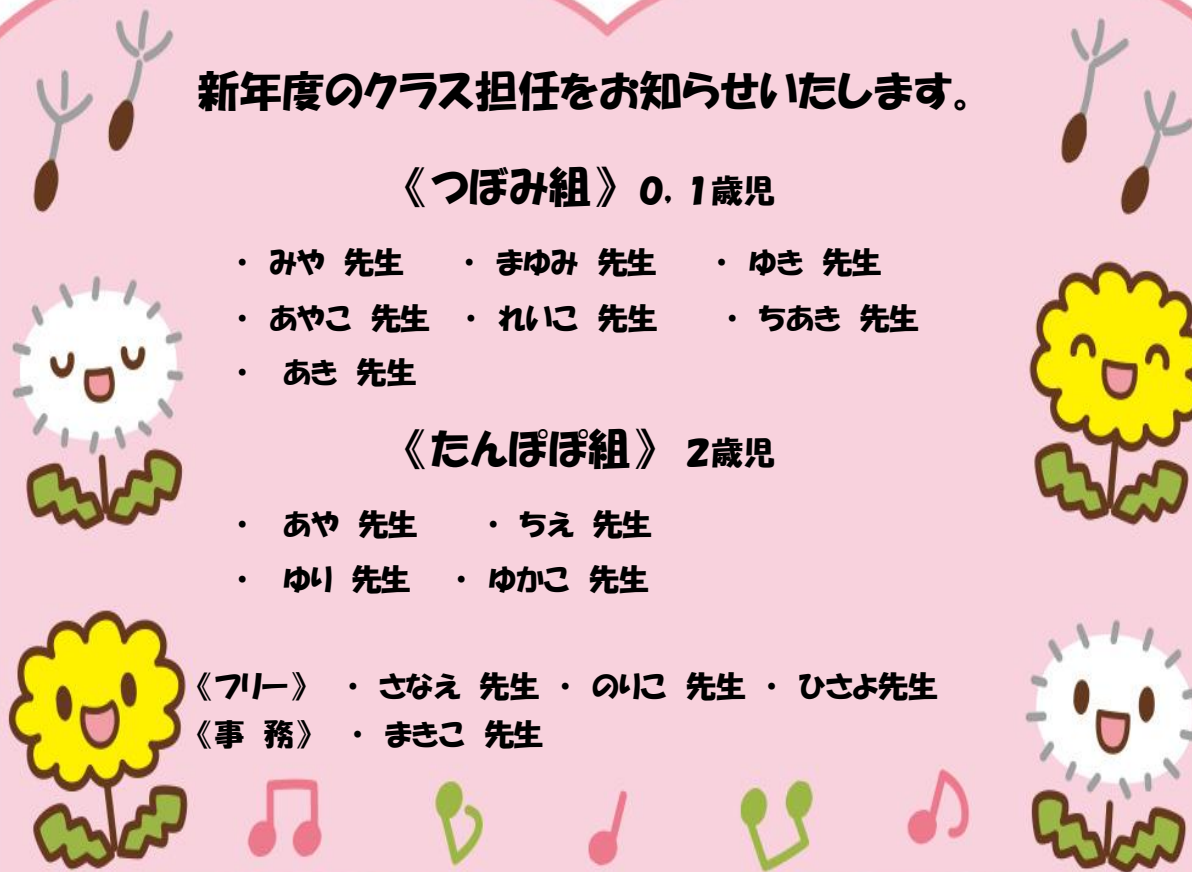 新年度のクラス担任をお知らせいたします。
《つぼみ組》0, 1歳児
・ みや 先生 ・ まゆみ 先生 ・ ゆき 先生
・ あやこ 先生 ・ れいこ 先生 ・ ちあき 先生
・ あき 先生
《たんぽぽ組》 2歳児
・ あや 先生 ・ ちえ 先生
・ ゆり 先生 ・ ゆかこ 先生
《フリー》 ・ さなえ 先生 ・ のりこ 先生 ・ ひさよ先生
《事 務》 ・ まきこ 先生